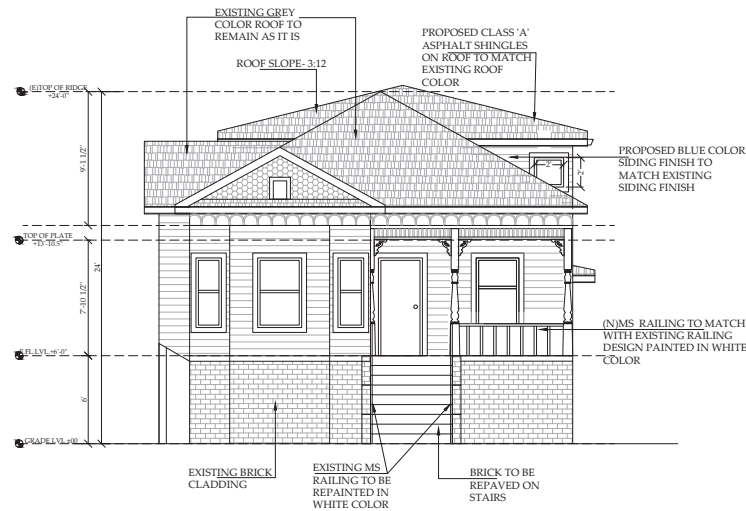 EXISTING GREY
COLOR ROOF TO
REMAIN AS IT IS
PROPOSED CLASS 'A'
ASPHALT SHINGLES
ON ROOF TO MATCH
EXISTING ROOF
COLOR
ROOF SLOPE- 3:12
(E)TOP OF RIDGE
+24'-0"
9'-1 1/2"
PROPOSED BLUE COLOR
SIDING FINISH TO
MATCH EXISTING
SIDING FINISH
2'
2'
TOP OF PLATE
+13'-10.5"
24'
7'-10 1/2"
(N)MS RAILING TO MATCH
WITH EXISTING RAILING
DESIGN PAINTED IN WHITE
COLOR
F.FL.LVL.+6'-0"
6'
GRADE LVL ±00
EXISTING BRICK
CLADDING
EXISTING MS
RAILING TO BE
REPAINTED IN
WHITE COLOR
BRICK TO BE
REPAVED ON
STAIRS